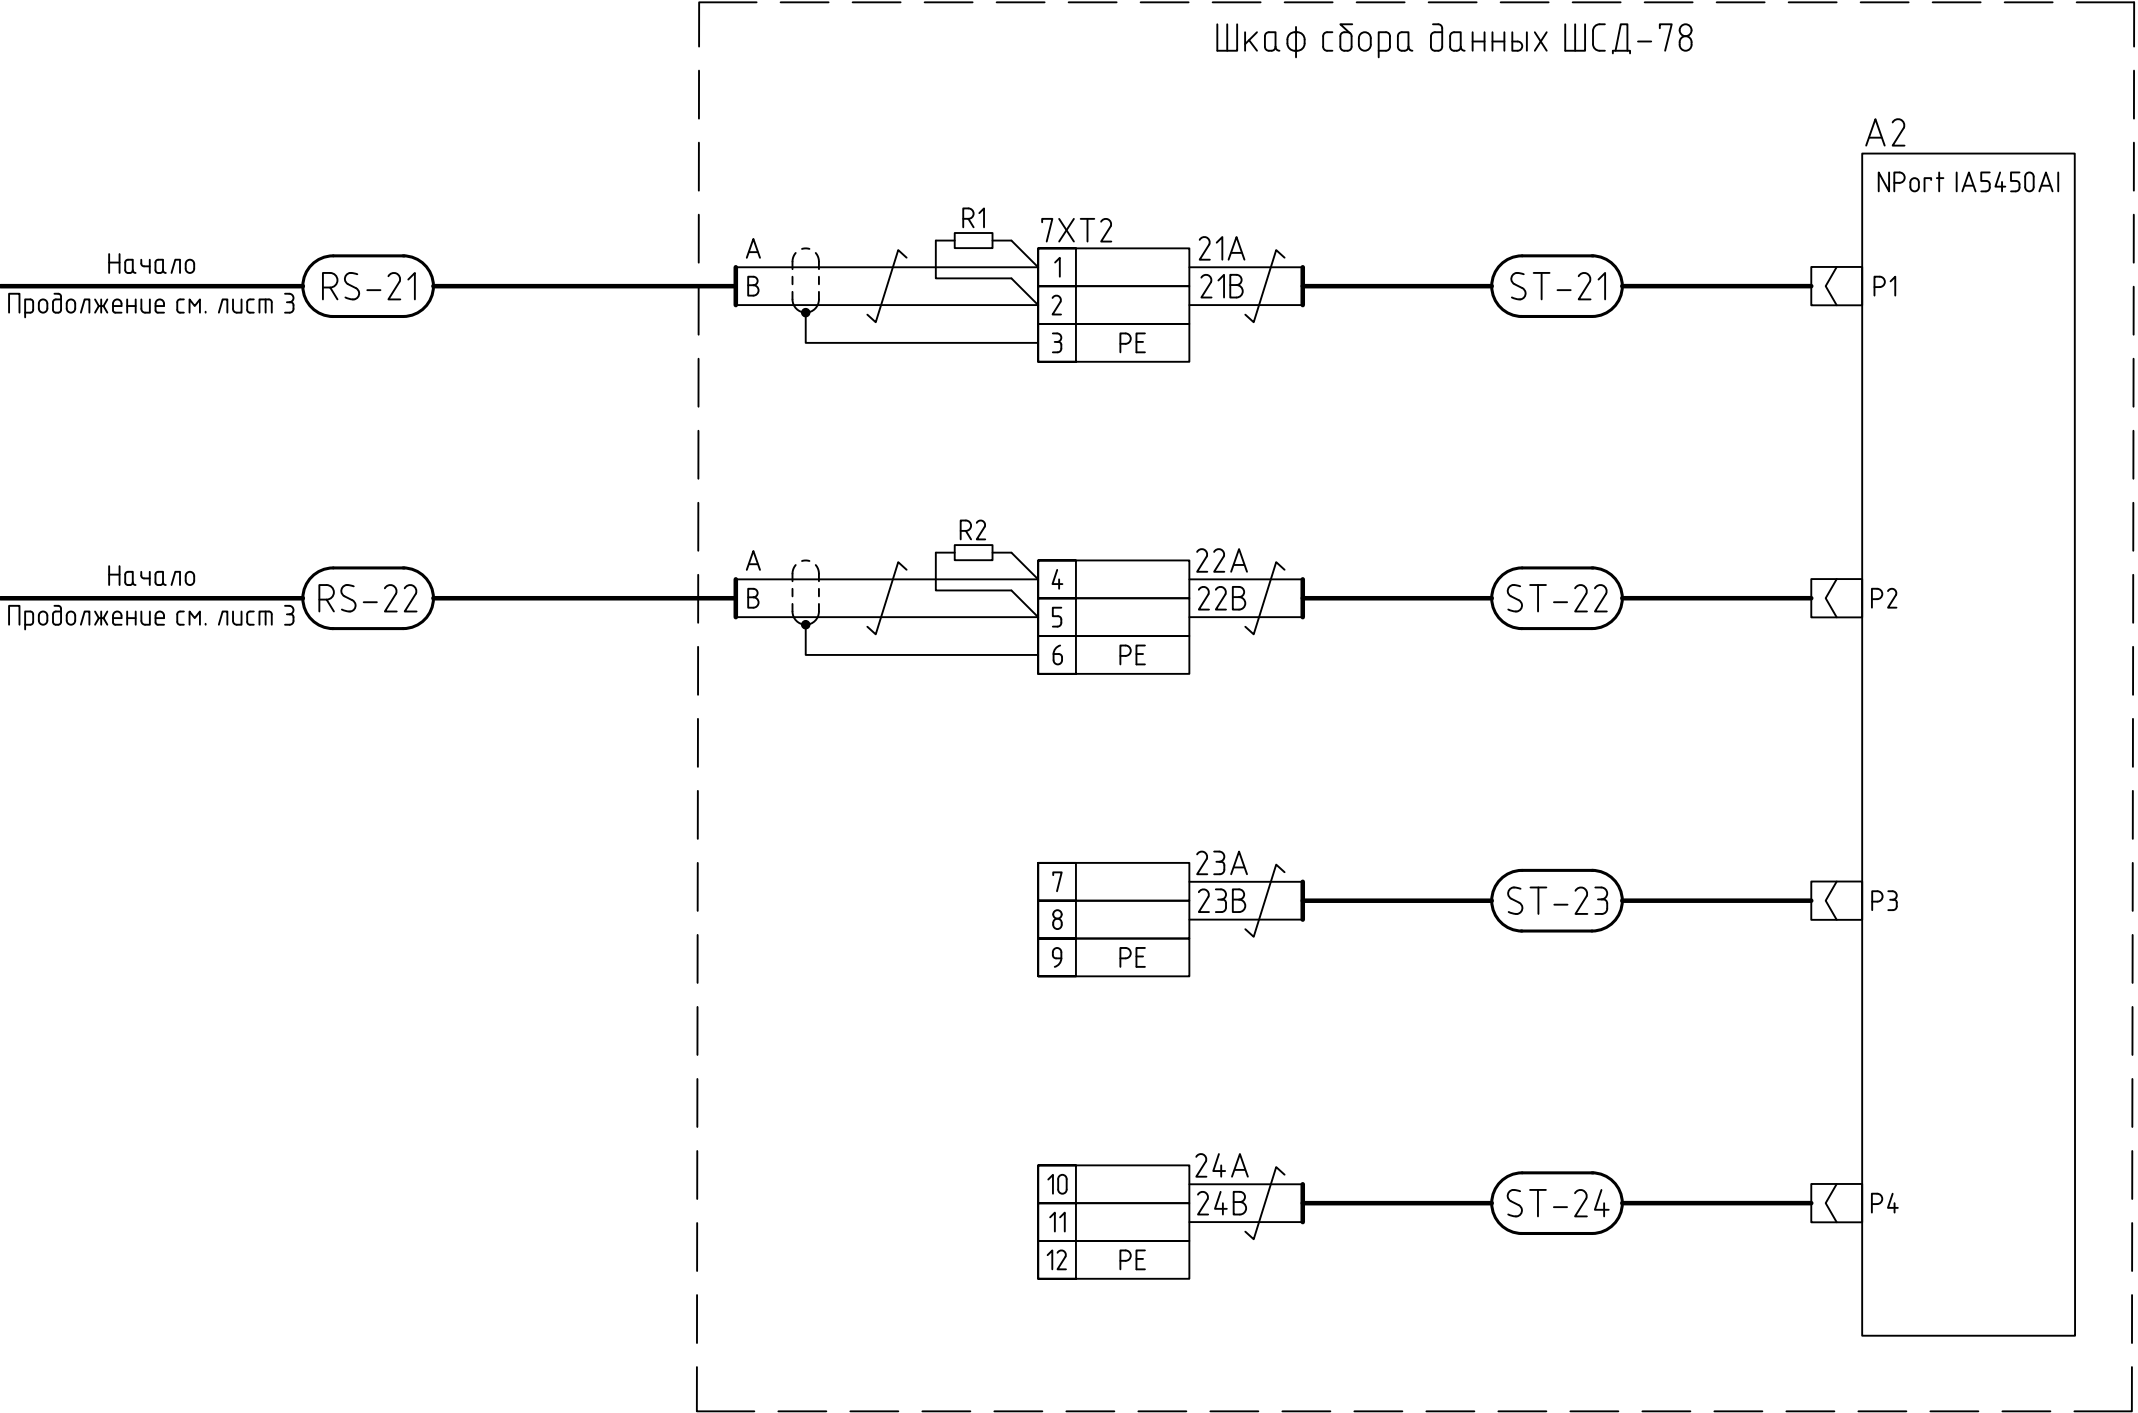 Шкаф сбора данных ШСД-78
A2
NPort IA5450AI
R1
7XT2
Начало
RS-21
Продолжение см. лист 3
A
B
1
2
3
PE
21A
21B
ST-21
P1
R2
Начало
RS-22
Продолжение см. лист 3
A
B
4
5
6
PE
22A
22B
ST-22
P2
7
8
9
PE
23A
23B
ST-23
P3
10
11
12
PE
24A
24B
ST-24
P4